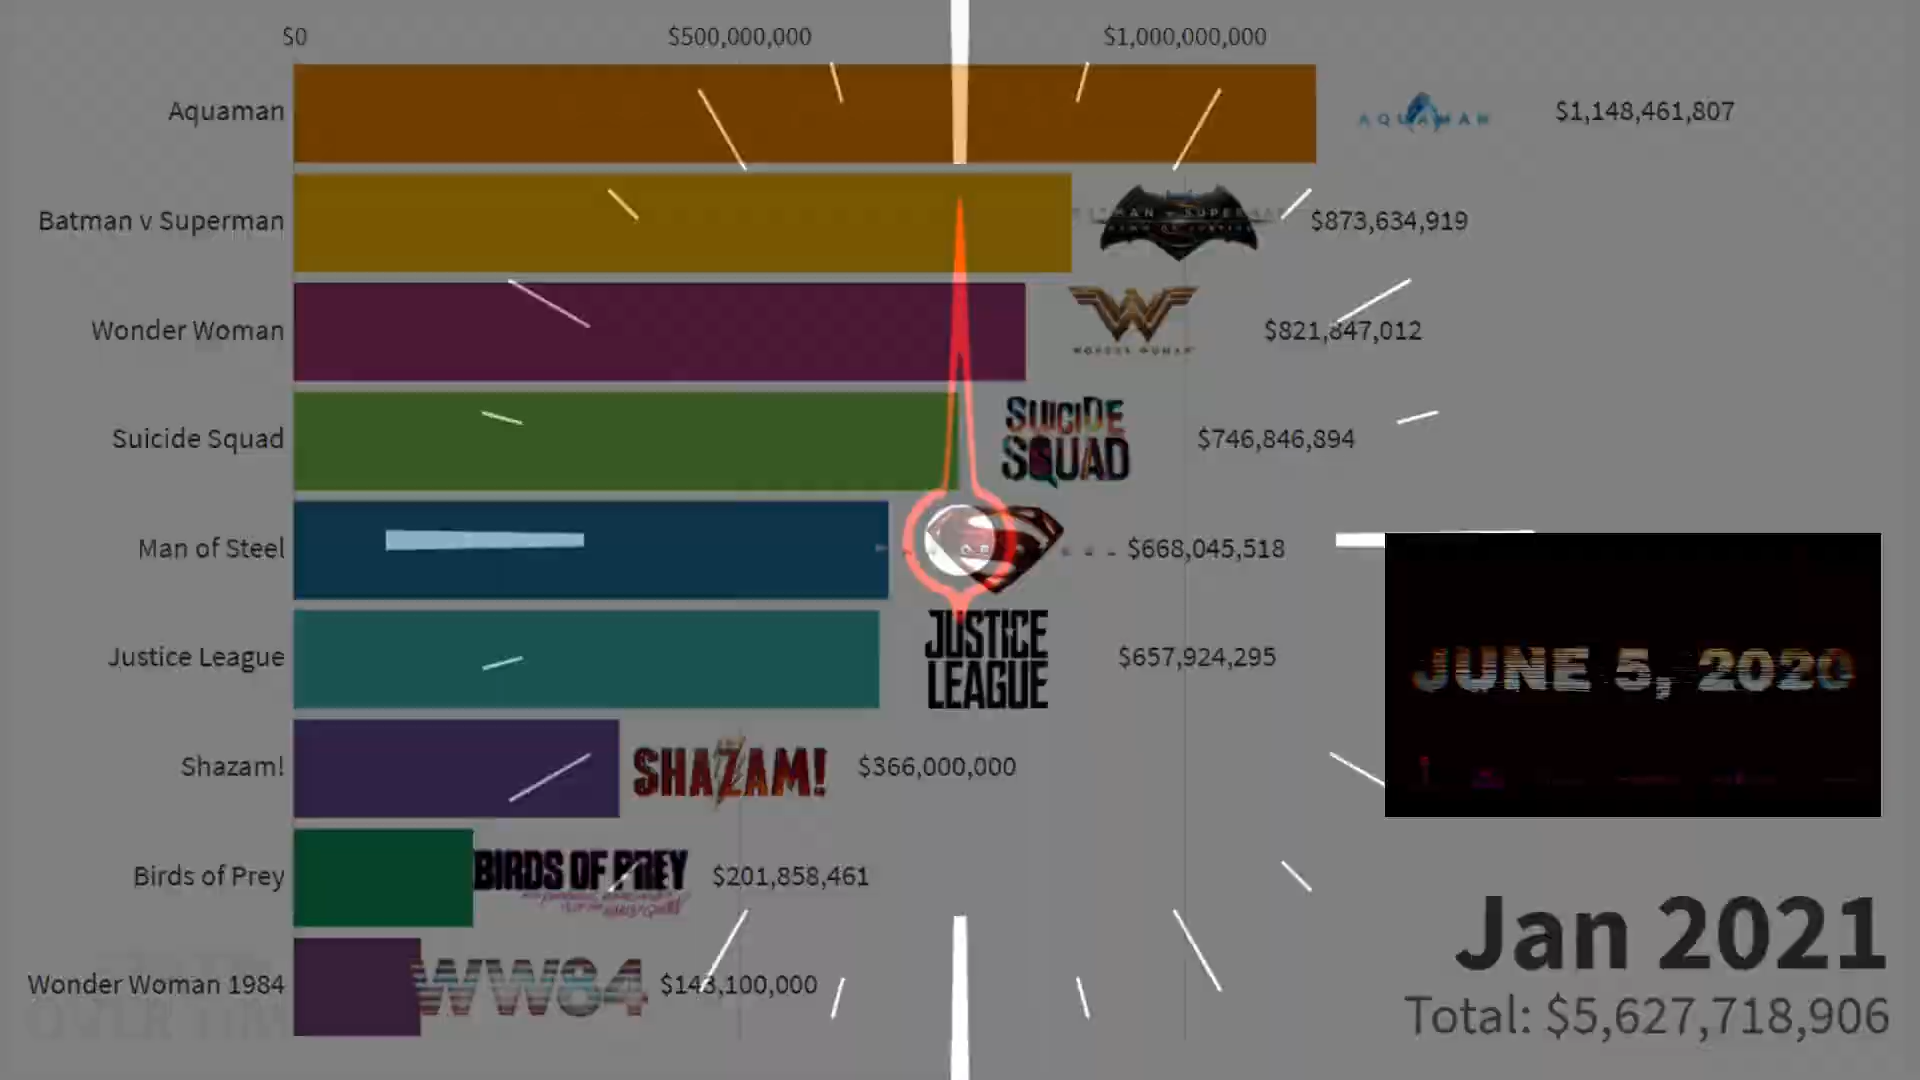 $0 $500,000,000 $1,000,000,000
Aquaman AQUAMAN $1,148,461,807
Batman v Superman $873,634,919
Wonder Woman WONDER WOMAN $821,847,012
Suicide Squad SUICIDE SQUAD $746,846,894
Man of Steel $668,045,518
Justice League JUSTICE LEAGUE $657,924,295
JUNE 5, 2020
Shazam! SHAZAM! $366,000,000
Birds of Prey BIRDS OF PREY $201,858,461
Jan 2021
Wonder Woman 1984 WW84 $143,100,000
Total: $5,627,718,906